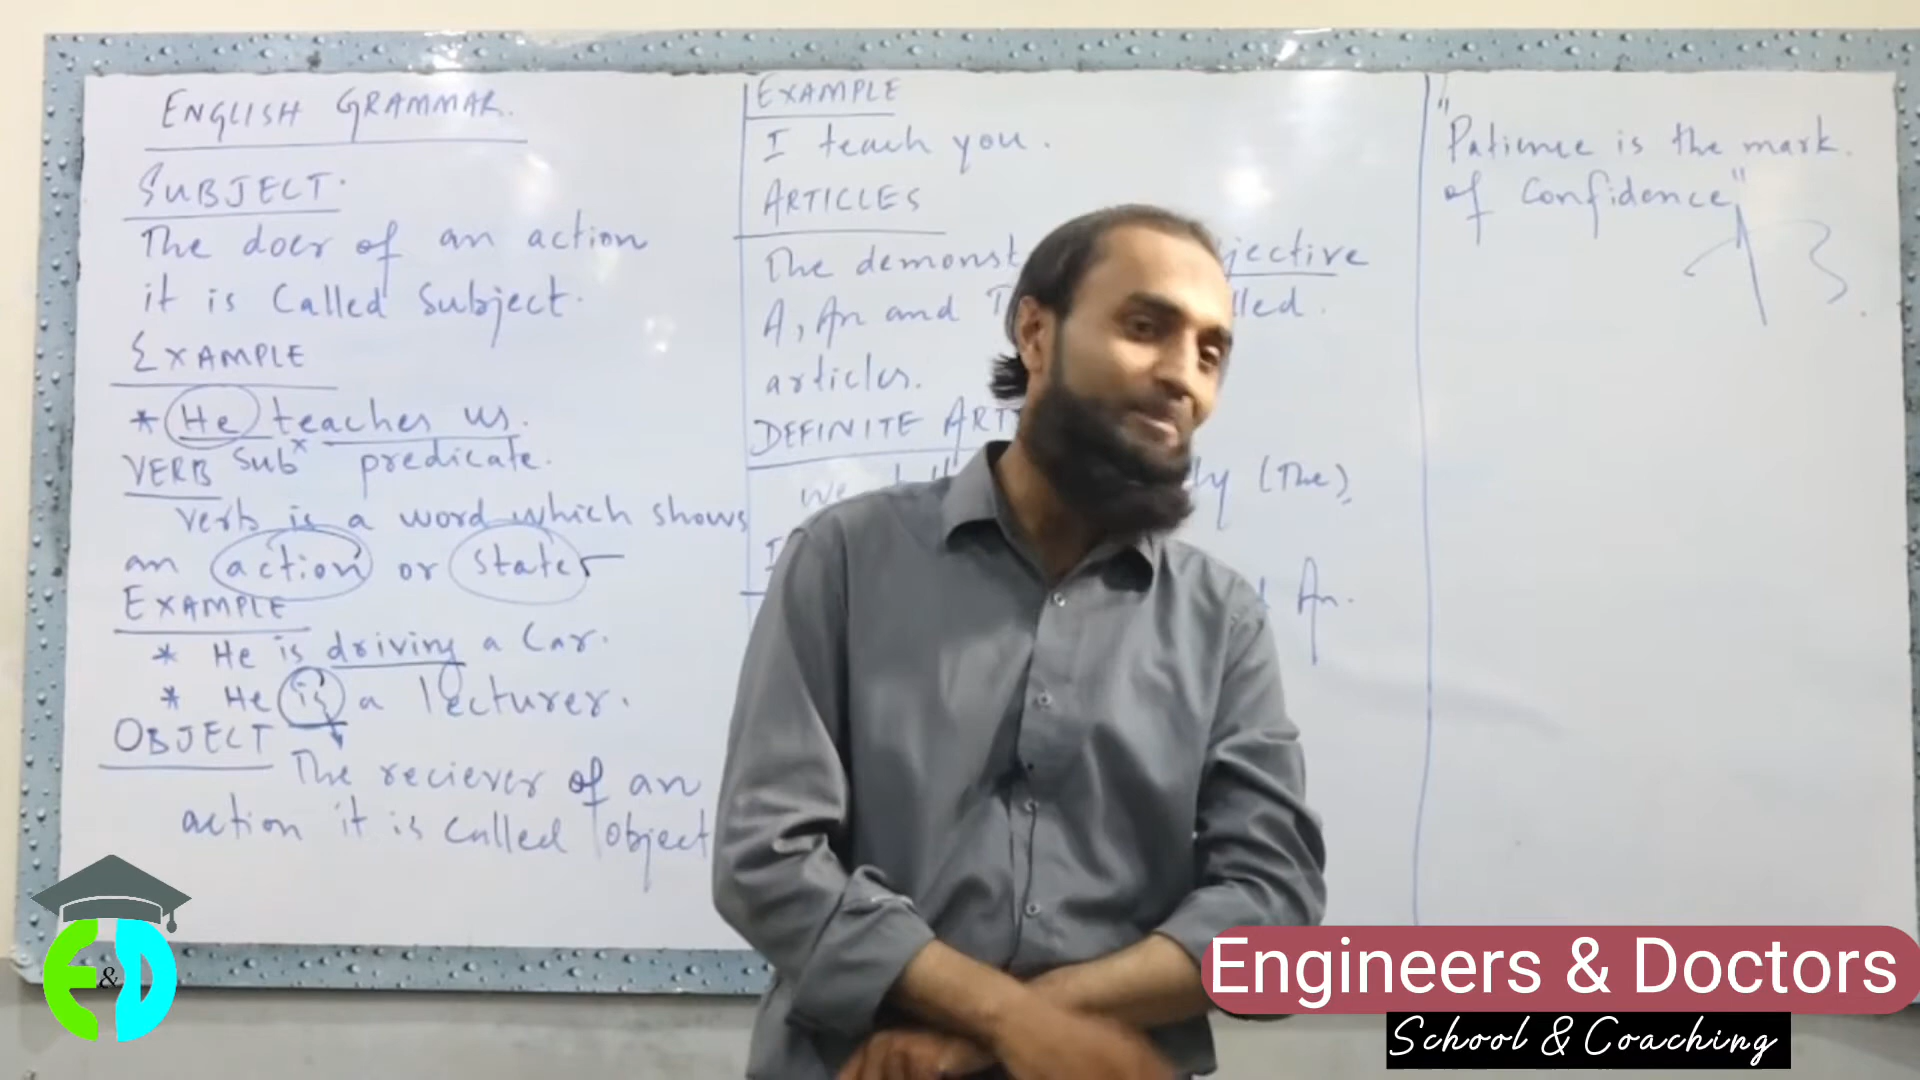 ENGLISH GRAMMAR.
SUBJECT.
The doer of an action
it is Called Subject.
EXAMPLE
* He teaches us.
Sub predicate.
VERB
Verb is a word which shows
an action or state
EXAMPLE
* He is driving a Car.
* He is a lecturer.
OBJECT
The reciever of an
action it is called object
EXAMPLE
I teach you.
ARTICLES
The demonst jective
A, An and lled.
articles.
DEFINITE ART
we (The),
An.
"Patience is the mark.
of Confidence"
E&D
Engineers & Doctors
School & Coaching